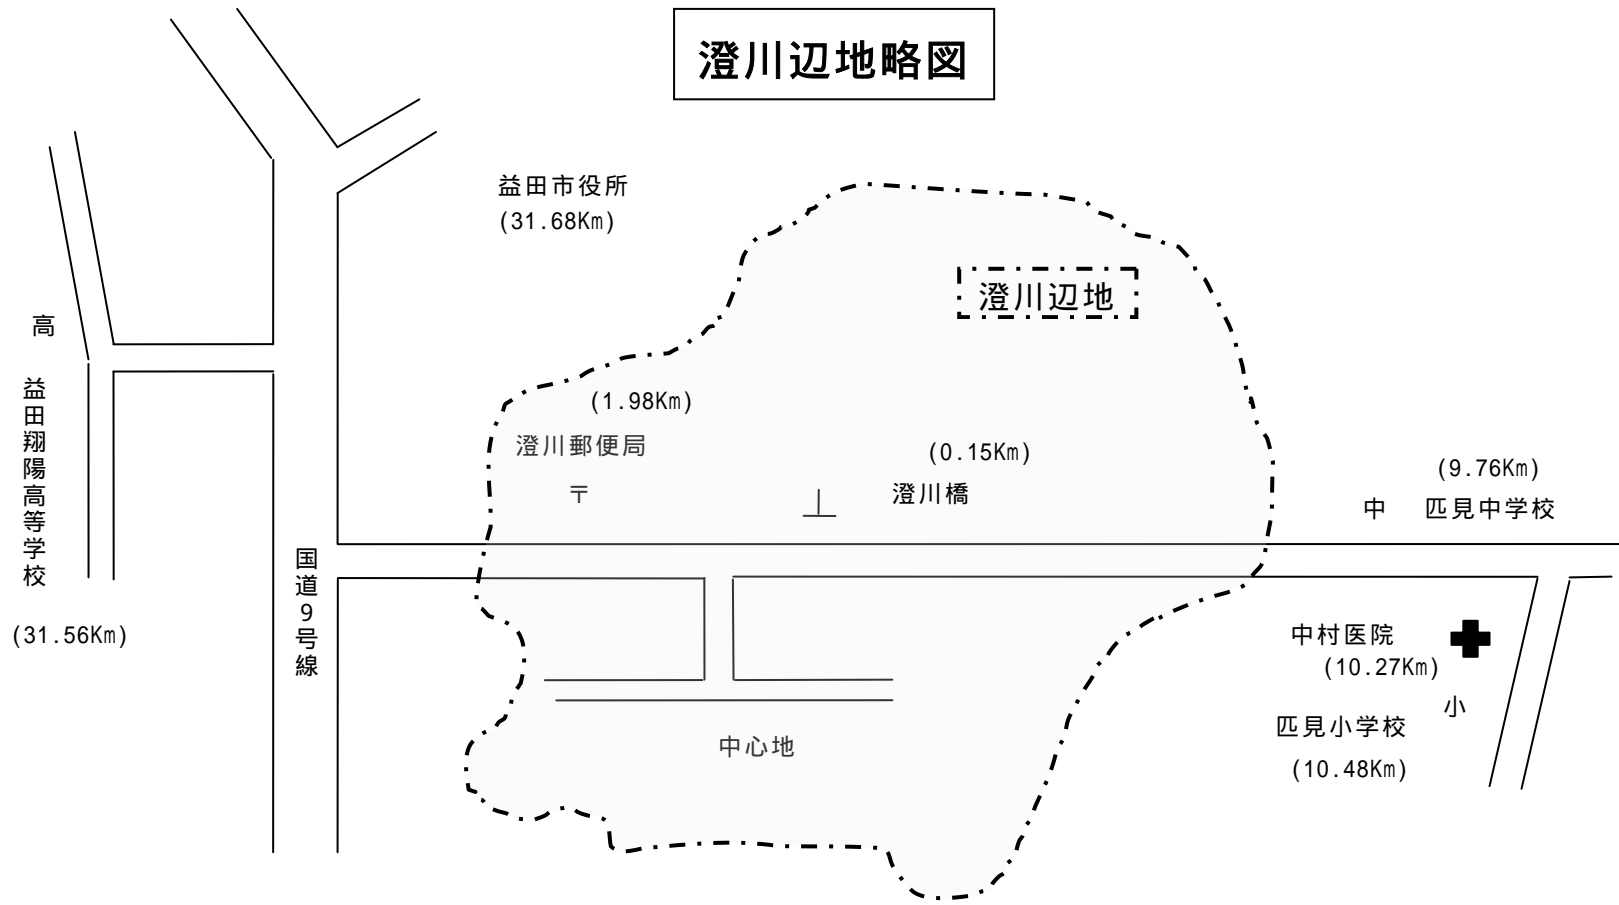 澄川辺地略図
益田市役所
(31.68Km)
澄川辺地
高
益田翔陽高等学校
(31.56Km)
国道9号線
(1.98Km)
澄川郵便局
〒
(0.15Km)
澄川橋
(9.76Km)
中 匹見中学校
中村医院
(10.27Km)
小
匹見小学校
(10.48Km)
中心地